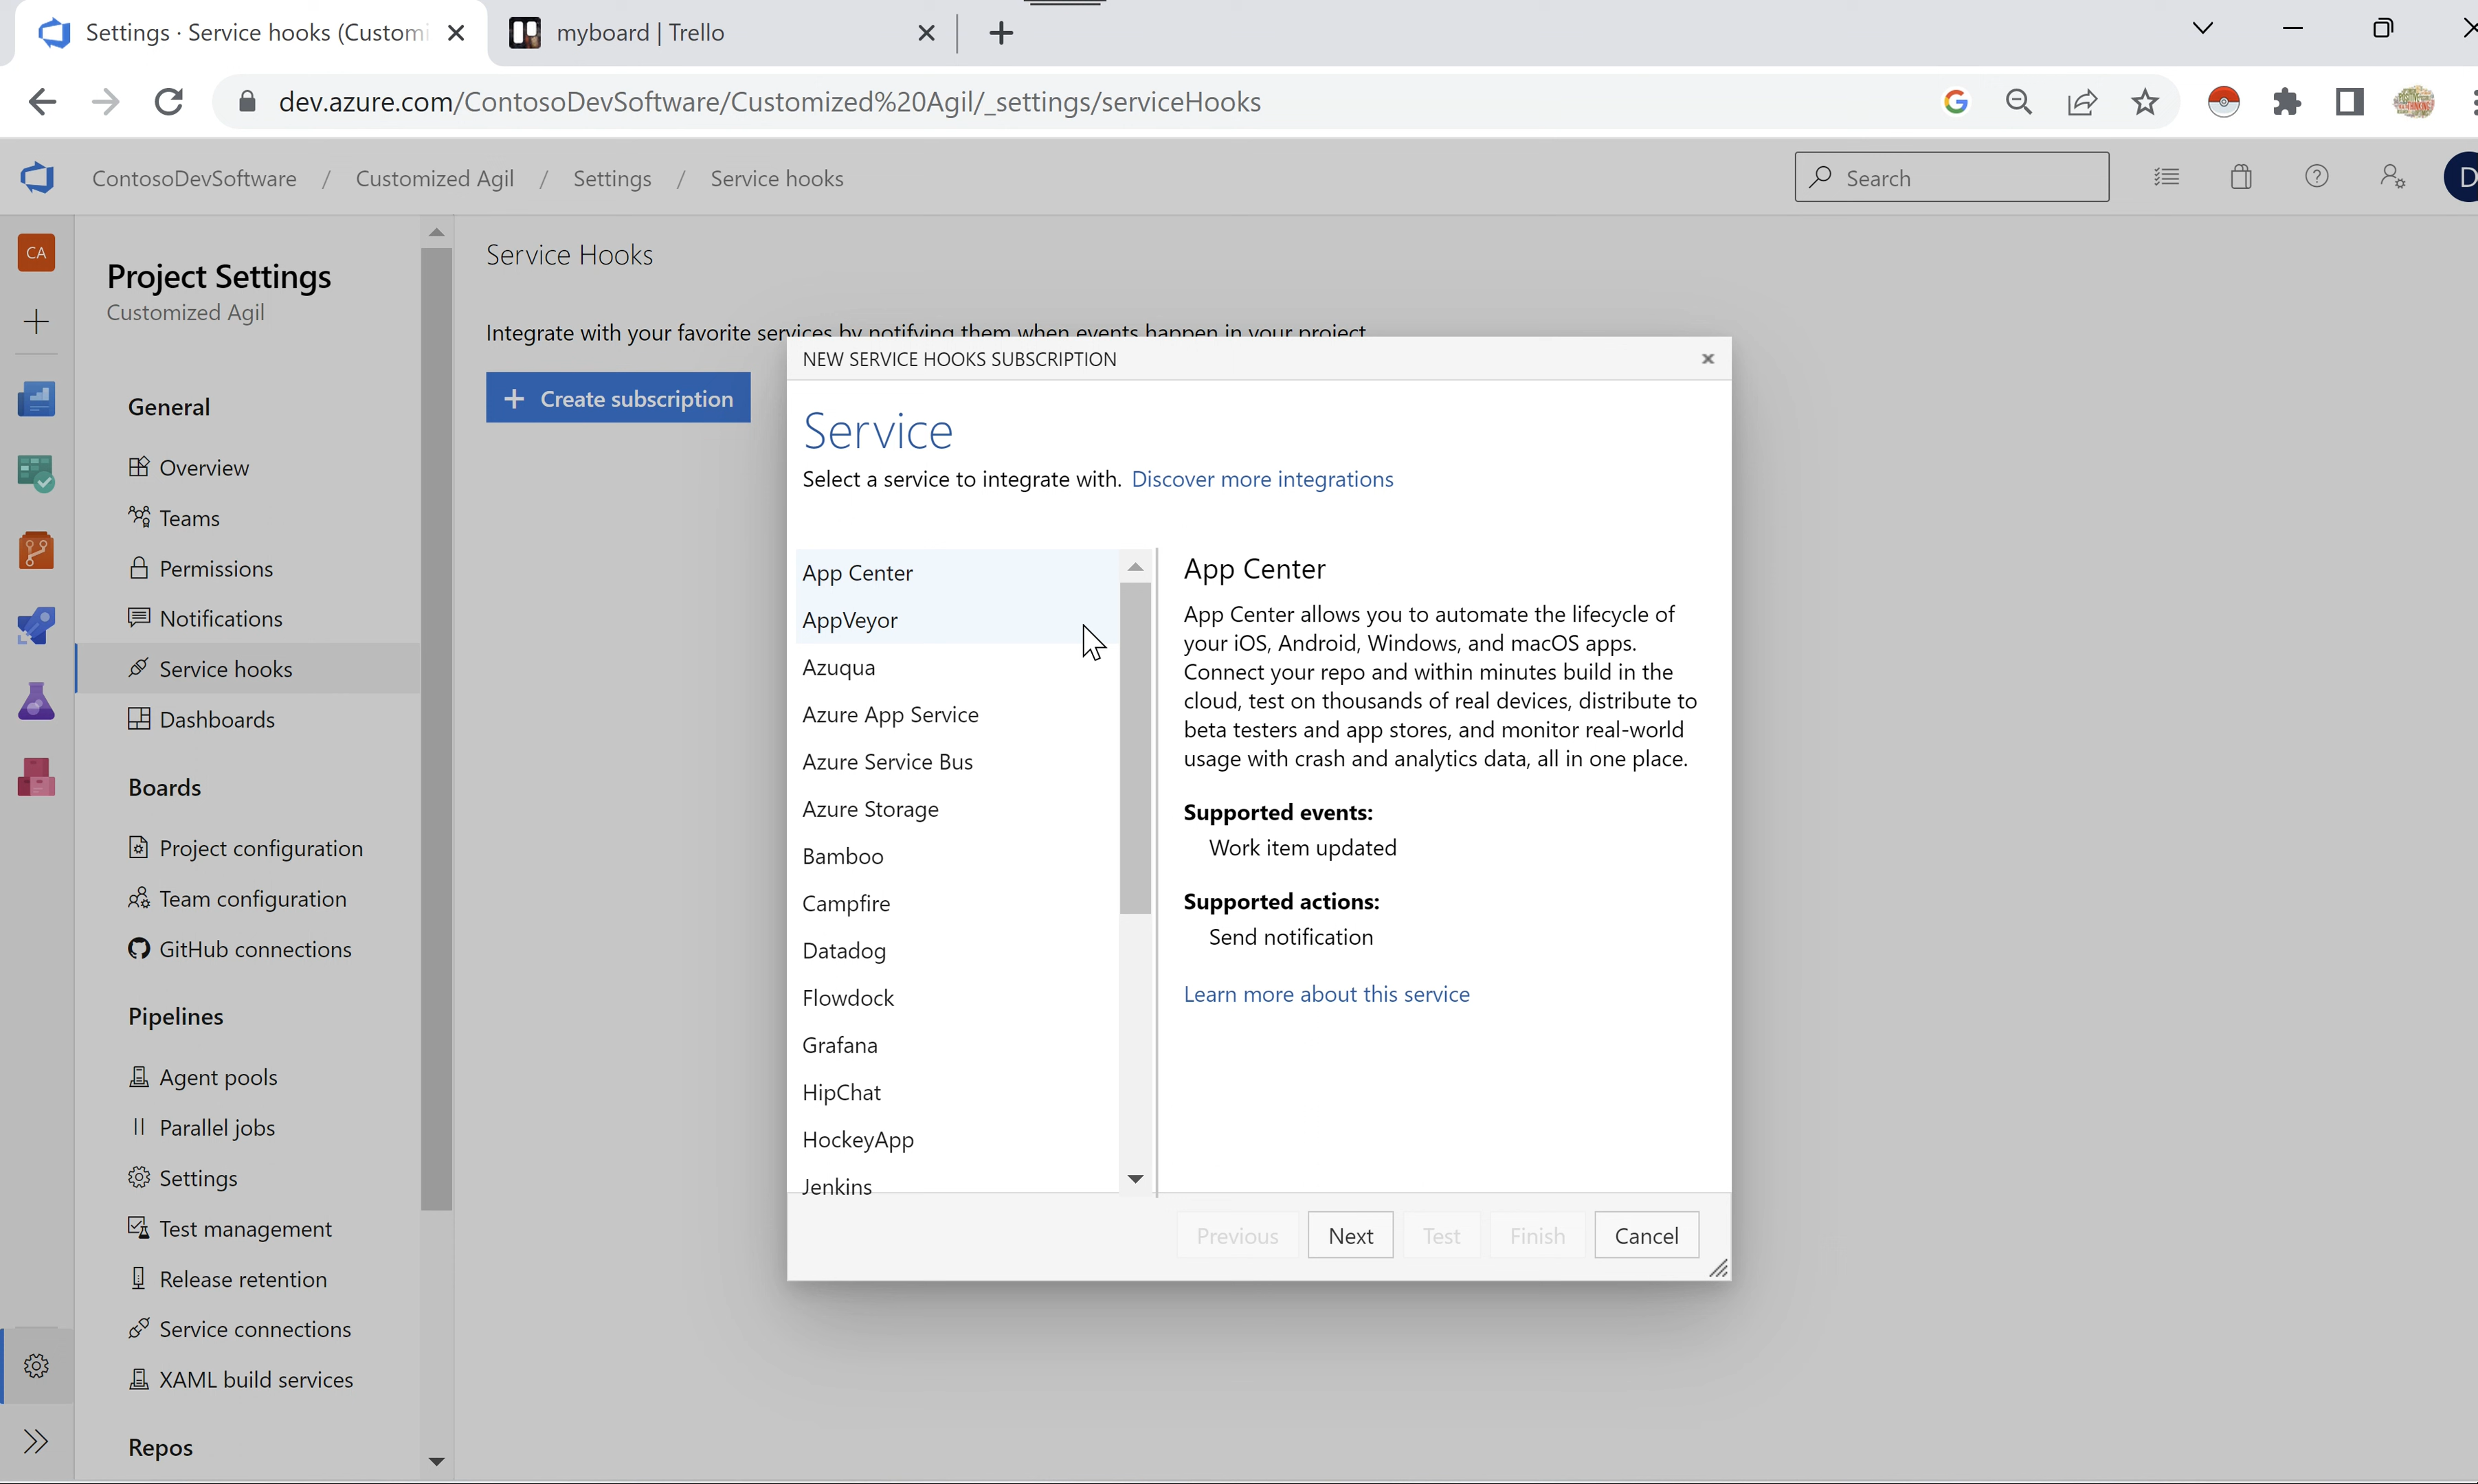 Settings · Service hooks (Customi
myboard | Trello
dev.azure.com/ContosoDevSoftware/Customized%20Agil/_settings/serviceHooks
ContosoDevSoftware / Customized Agil / Settings / Service hooks
Search
D
CA
Project Settings
Customized Agil
General
Overview
Teams
Permissions
Notifications
Service hooks
Dashboards
Boards
Project configuration
Team configuration
GitHub connections
Pipelines
Agent pools
Parallel jobs
Settings
Test management
Release retention
Service connections
XAML build services
Repos
Service Hooks
Integrate with your favorite services by notifying them when events happen in your project
+ Create subscription
NEW SERVICE HOOKS SUBSCRIPTION
Service
Select a service to integrate with. Discover more integrations
App Center
AppVeyor
Azuqua
Azure App Service
Azure Service Bus
Azure Storage
Bamboo
Campfire
Datadog
Flowdock
Grafana
HipChat
HockeyApp
Jenkins
App Center
App Center allows you to automate the lifecycle of
your iOS, Android, Windows, and macOS apps.
Connect your repo and within minutes build in the
cloud, test on thousands of real devices, distribute to
beta testers and app stores, and monitor real-world
usage with crash and analytics data, all in one place.
Supported events:
Work item updated
Supported actions:
Send notification
Learn more about this service
Previous
Next
Test
Finish
Cancel